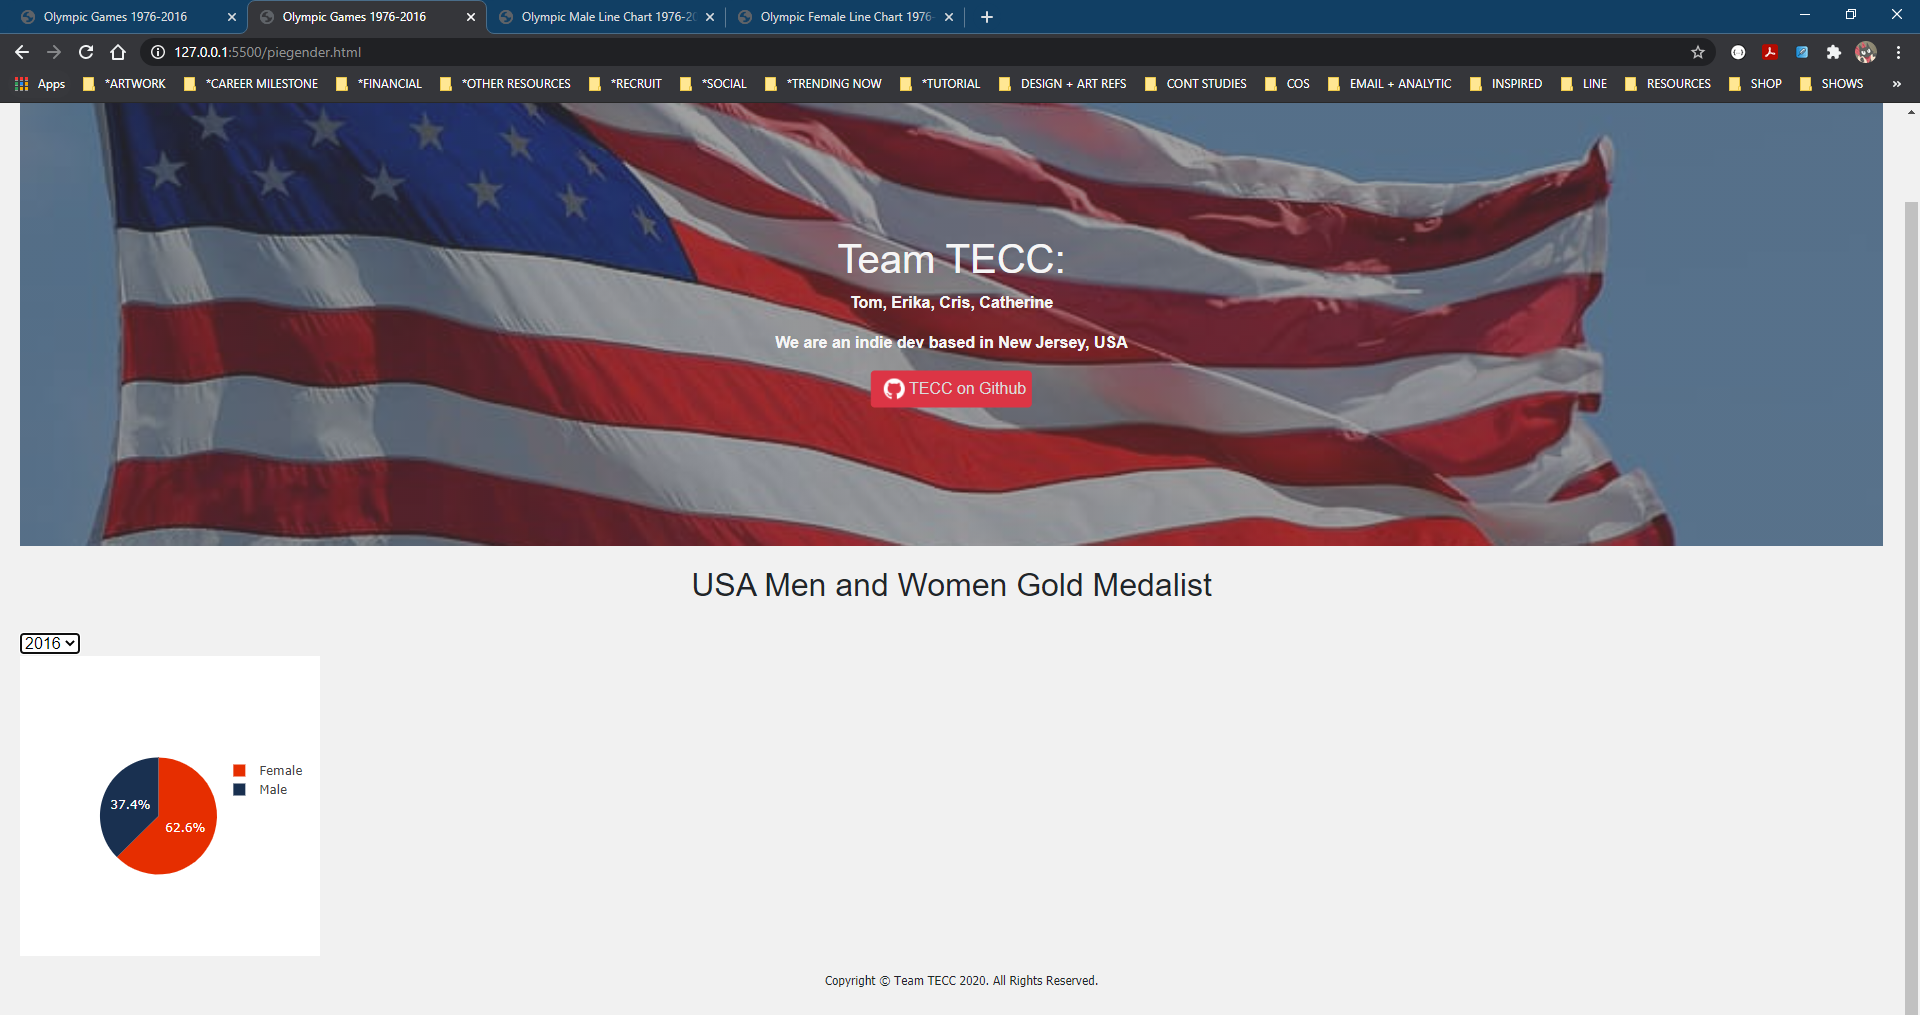 Olympic Games 1976-2016
Olympic Games 1976-2016
Olympic Male Line Chart 1976-20
Olympic Female Line Chart 1976-
127.0.0.1:5500/piegender.html
Apps
*ARTWORK
*CAREER MILESTONE
*FINANCIAL
*OTHER RESOURCES
*RECRUIT
*SOCIAL
*TRENDING NOW
*TUTORIAL
DESIGN + ART REFS
CONT STUDIES
COS
EMAIL + ANALYTIC
INSPIRED
LINE
RESOURCES
SHOP
SHOWS
»
Team TECC:
Tom, Erika, Cris, Catherine
We are an indie dev based in New Jersey, USA
TECC on Github
USA Men and Women Gold Medalist
2016
Female
Male
37.4%
62.6%
Copyright © Team TECC 2020. All Rights Reserved.